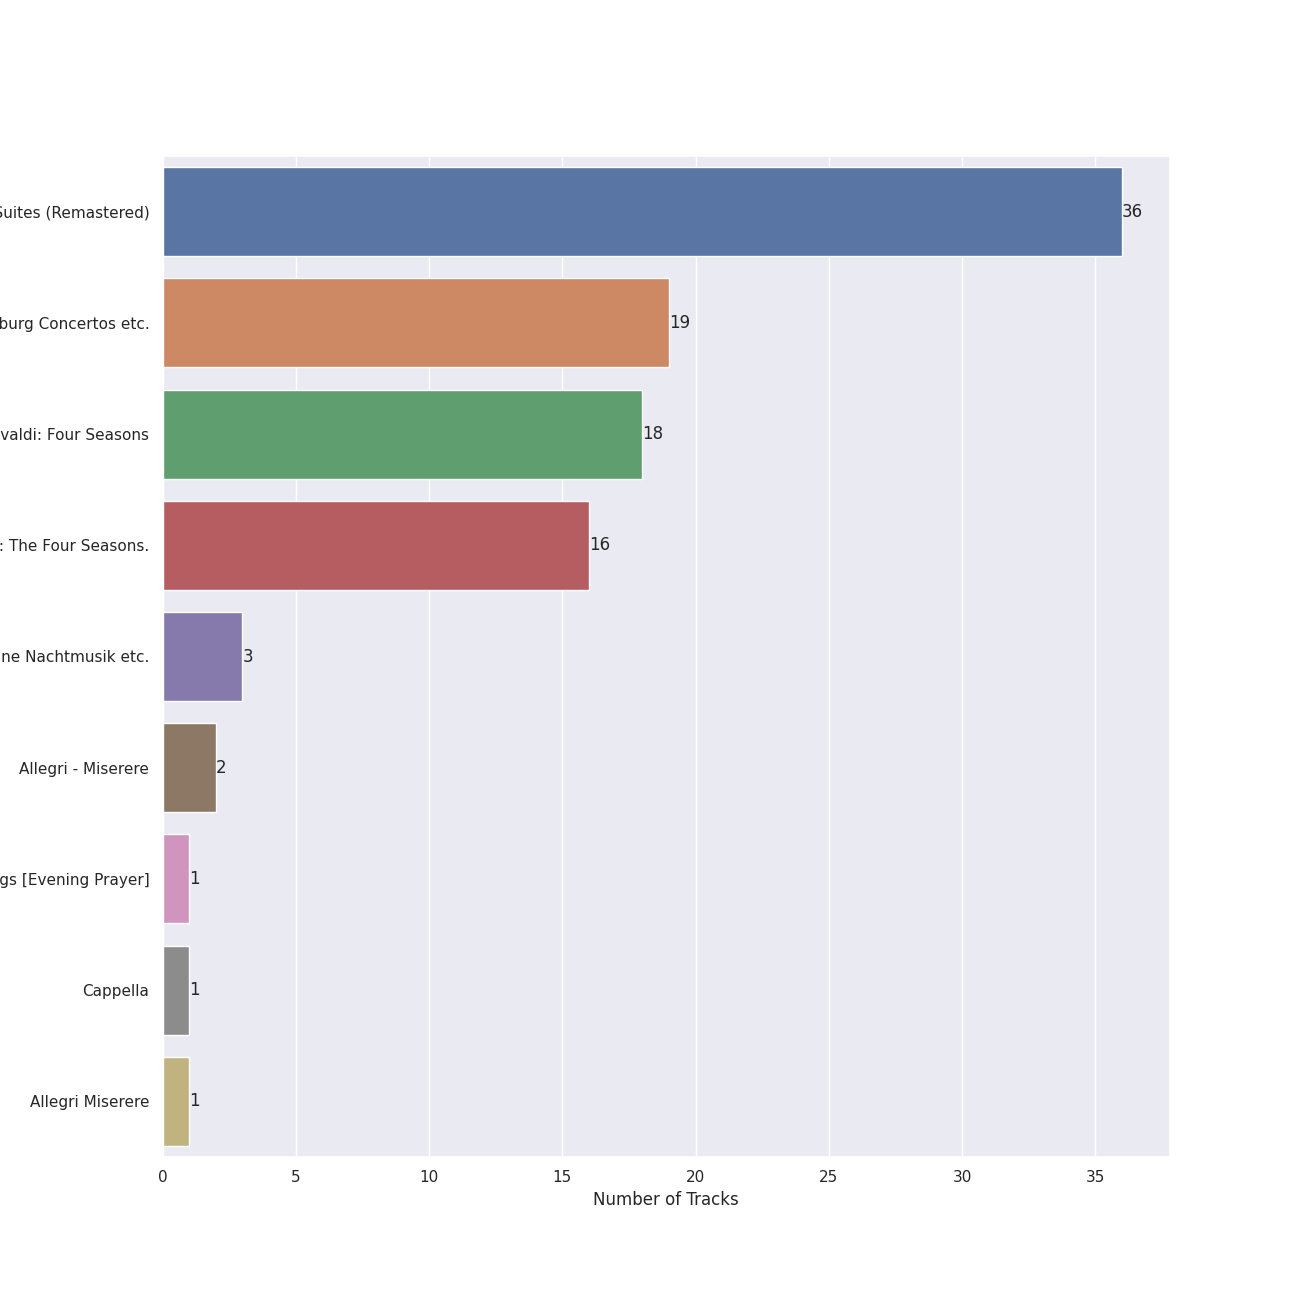 Suites (Remastered)
36
burg Concertos etc.
19
valdi: Four Seasons
18
: The Four Seasons.
16
ne Nachtmusik etc.
3
Allegri - Miserere
2
gs [Evening Prayer]
1
Cappella
1
Allegri Miserere
1
0 5 10 15 20 25 30 35
Number of Tracks